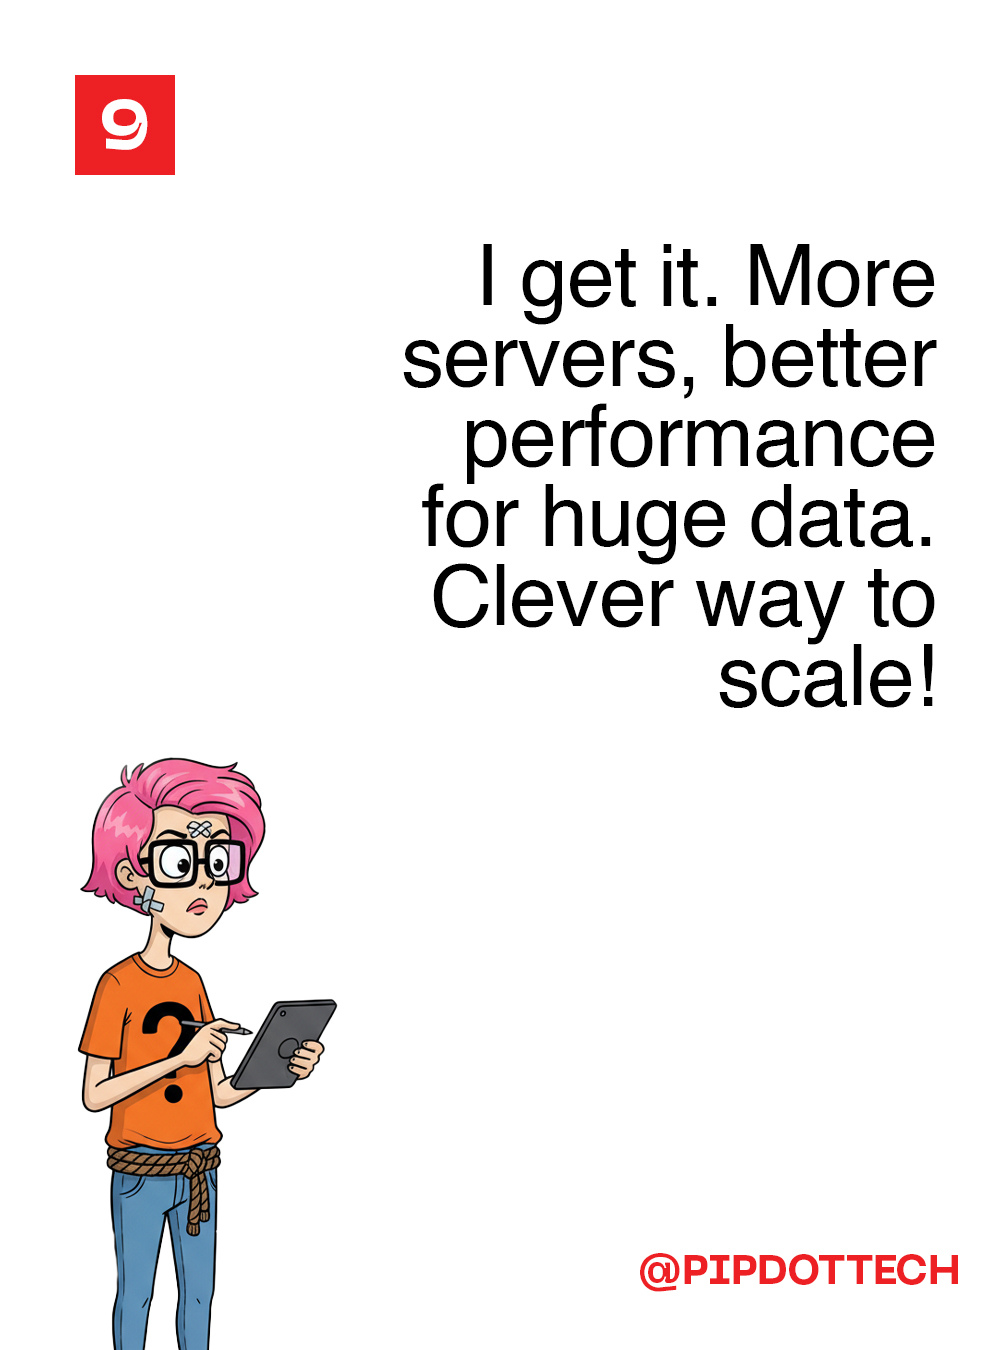 9
I get it. More
servers, better
performance
for huge data.
Clever way to
scale!
?
@PIPDOTTECH